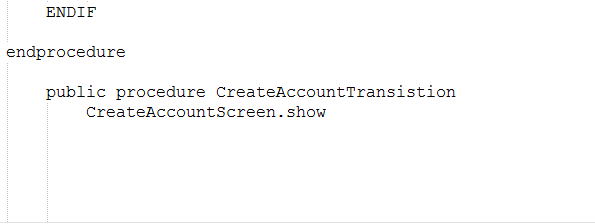 ENDIF
endprocedure
public procedure CreateAccountTransistion
CreateAccountScreen.show